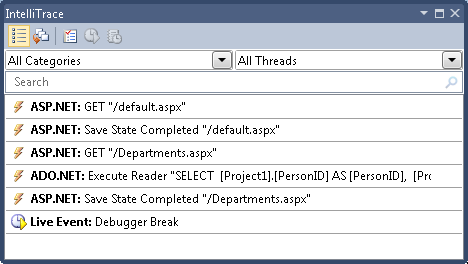 IntelliTrace
All Categories All Threads
Search
ASP.NET: GET "/default.aspx"
ASP.NET: Save State Completed "/default.aspx"
ASP.NET: GET "/Departments.aspx"
ADO.NET: Execute Reader "SELECT [Project1].[PersonID] AS [PersonID], [Pro
ASP.NET: Save State Completed "/Departments.aspx"
Live Event: Debugger Break